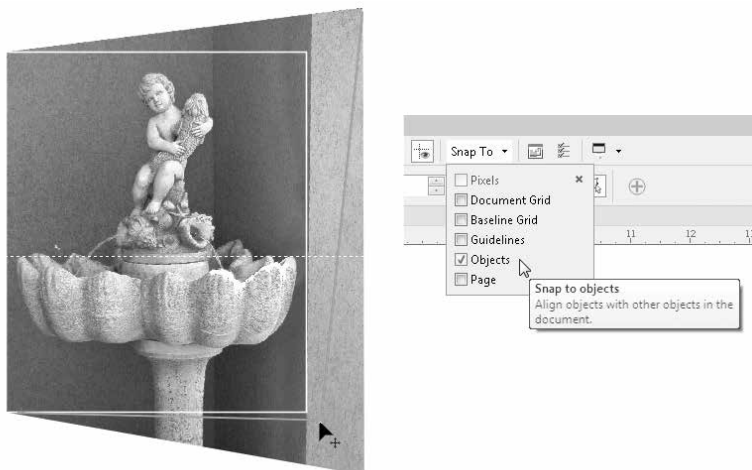 Snap To
Pixels
Document Grid
Baseline Grid
Guidelines
Objects
Page
11
12
Snap to objects
Align objects with other objects in the
document.